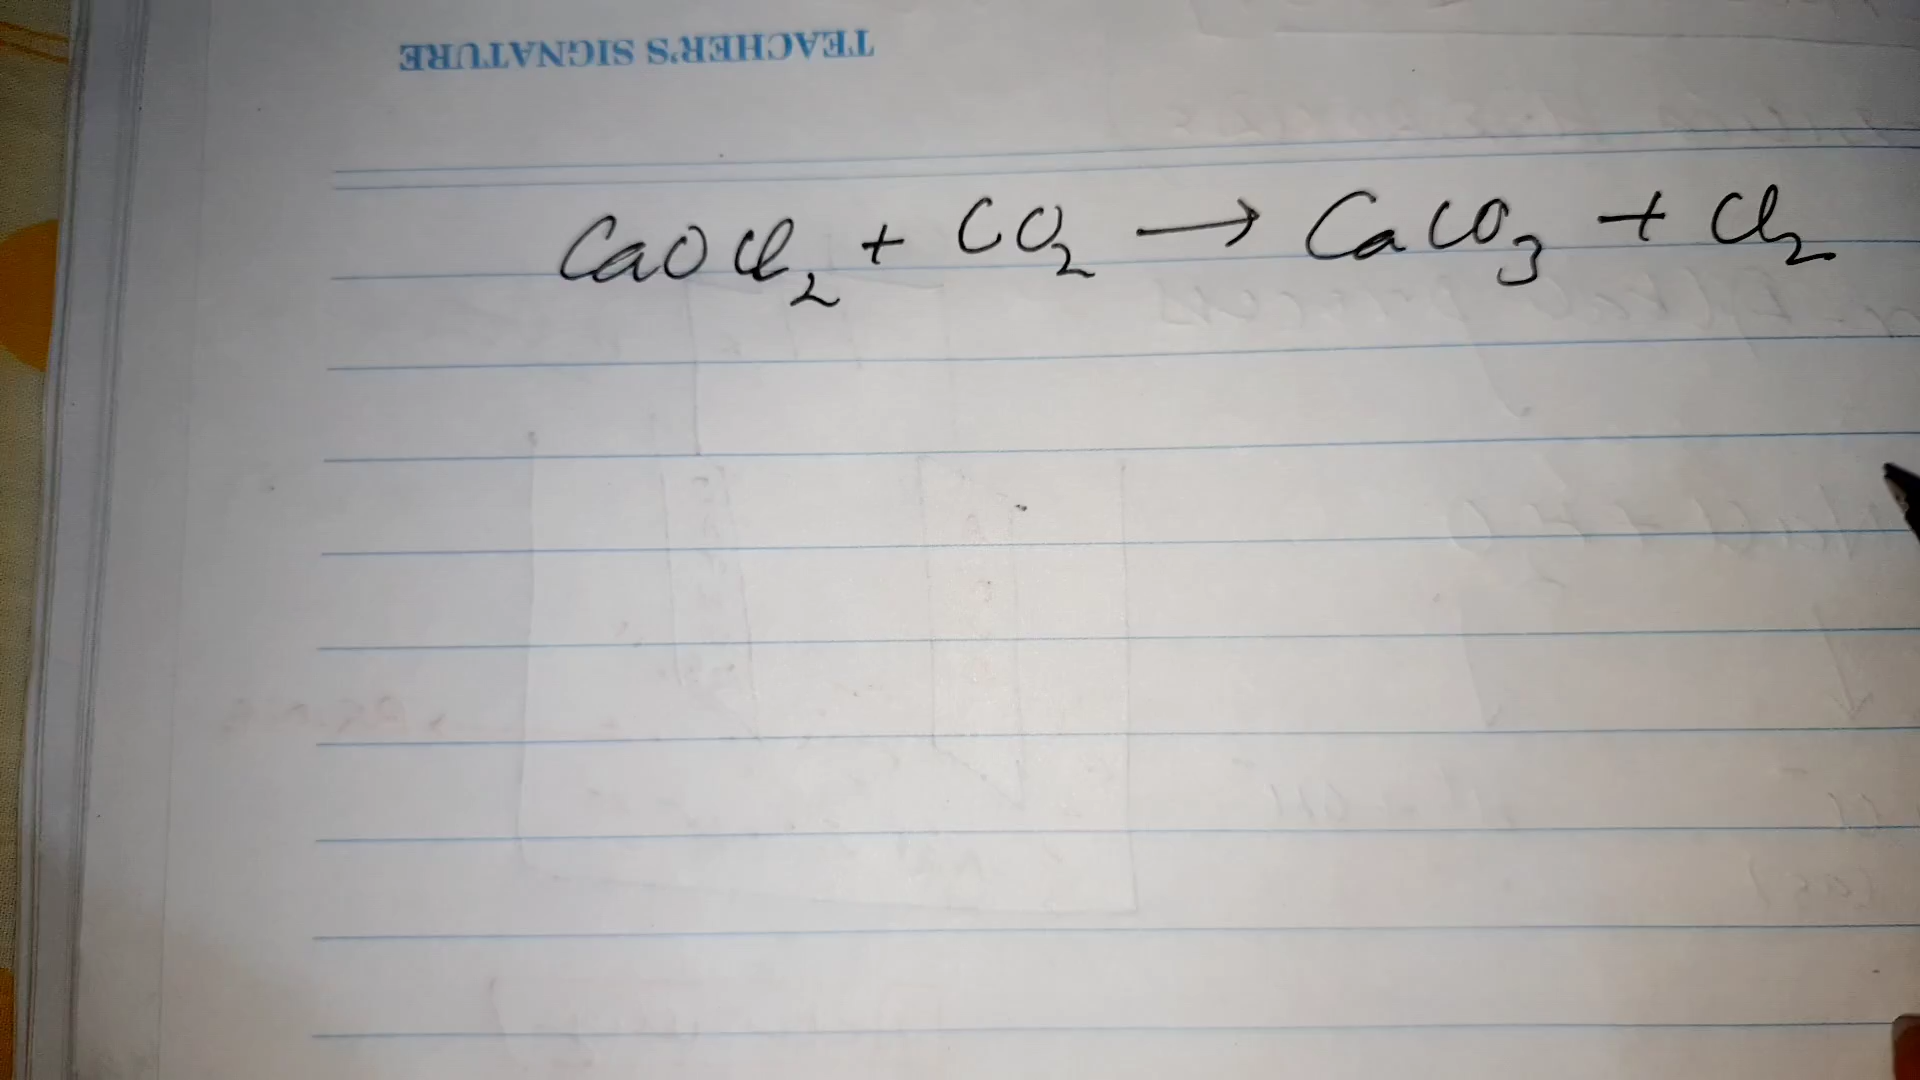 TEACHER'S SIGNATURE
CaOCl₂ + CO₂ → CaCO₃ + Cl₂